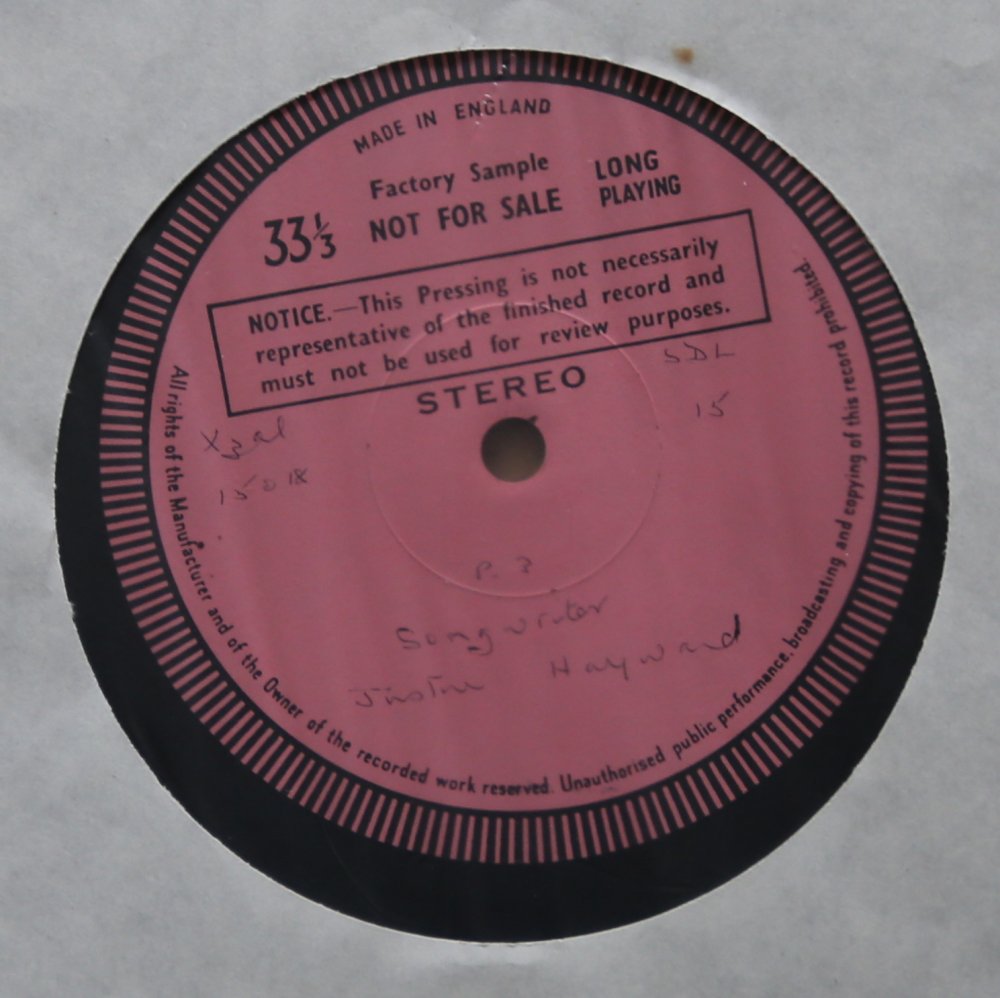 MADE IN ENGLAND
Factory Sample
NOT FOR SALE
LONG
PLAYING
33⅓
NOTICE.—This Pressing is not necessarily
representative of the finished record and
must not be used for review purposes.
STEREO
SDL
15
15018
P. 3
Songwriter
Justin Hayward
All rights of the Manufacturer and of the Owner of the recorded work reserved. Unauthorised public performance, broadcasting and copying of this record prohibited.